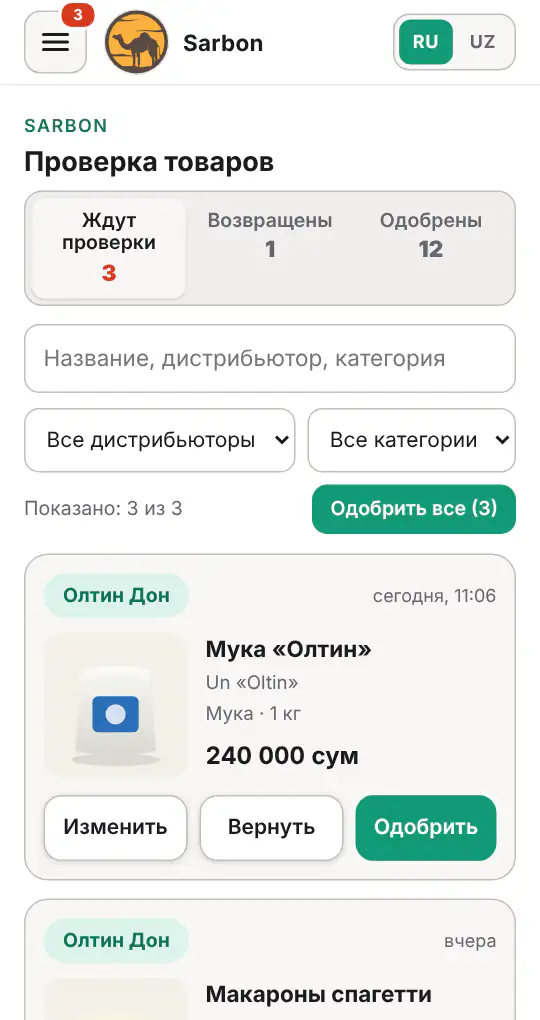 3
Sarbon
RU
UZ
SARBON
Проверка товаров
Ждут
проверки
3
Возвращены
1
Одобрены
12
Название, дистрибьютор, категория
Все дистрибьюторы
Все категории
Показано: 3 из 3
Одобрить все (3)
Олтин Дон
сегодня, 11:06
Мука «Олтин»
Un «Oltin»
Мука · 1 кг
240 000 сум
Изменить
Вернуть
Одобрить
Олтин Дон
вчера
Макароны спагетти